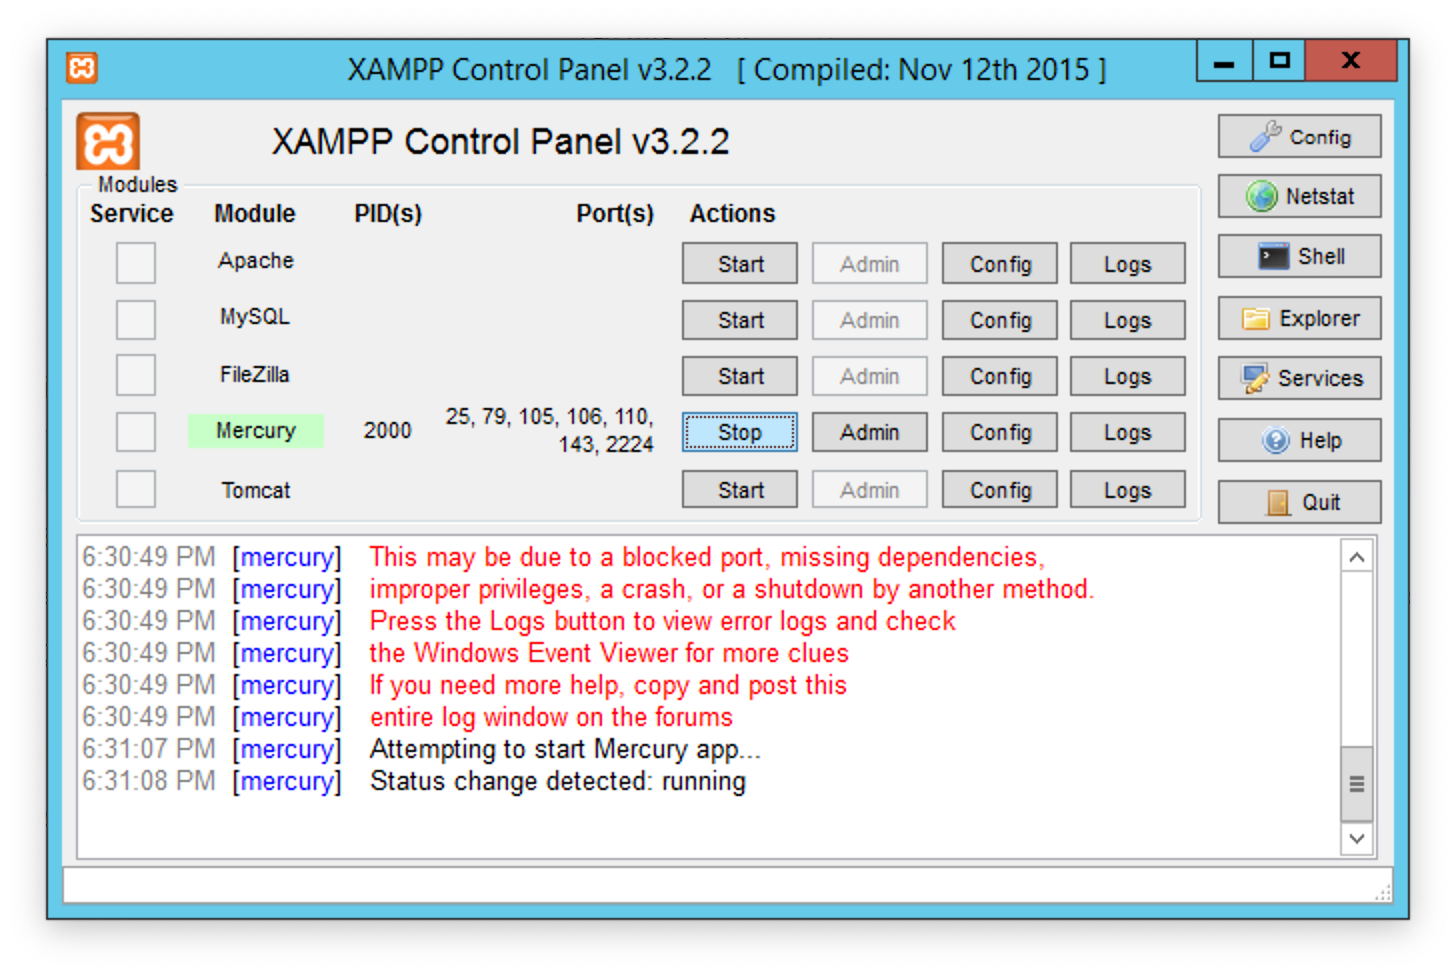 XAMPP Control Panel v3.2.2 [ Compiled: Nov 12th 2015 ]
XAMPP Control Panel v3.2.2
Config
Modules
Service Module PID(s) Port(s) Actions
Netstat
Apache Start Admin Config Logs
Shell
MySQL Start Admin Config Logs
Explorer
FileZilla Start Admin Config Logs
Services
Mercury 2000 25, 79, 105, 106, 110,
143, 2224 Stop Admin Config Logs
Help
Tomcat Start Admin Config Logs
Quit
6:30:49 PM [mercury] This may be due to a blocked port, missing dependencies,
6:30:49 PM [mercury] improper privileges, a crash, or a shutdown by another method.
6:30:49 PM [mercury] Press the Logs button to view error logs and check
6:30:49 PM [mercury] the Windows Event Viewer for more clues
6:30:49 PM [mercury] If you need more help, copy and post this
6:30:49 PM [mercury] entire log window on the forums
6:31:07 PM [mercury] Attempting to start Mercury app...
6:31:08 PM [mercury] Status change detected: running